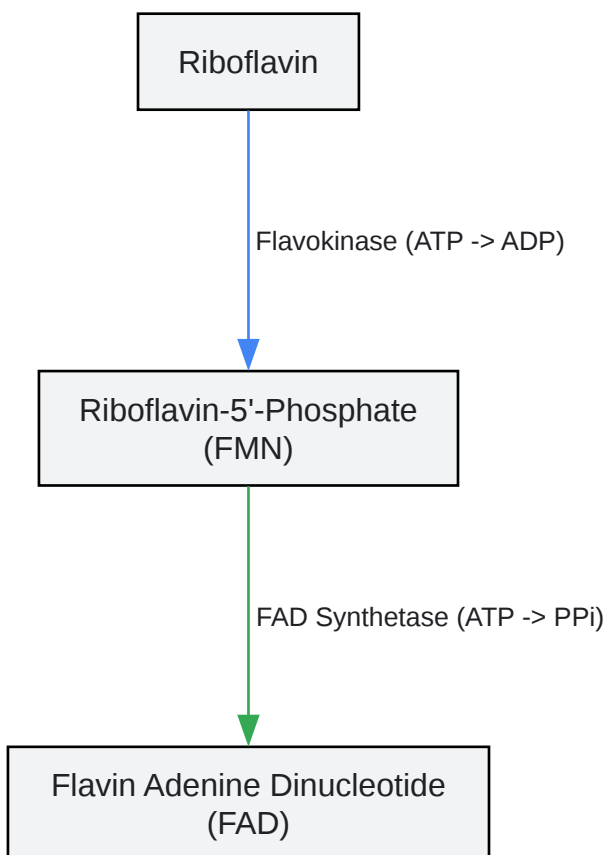 Riboflavin
Flavokinase (ATP -> ADP)
Riboflavin-5'-Phosphate
(FMN)
FAD Synthetase (ATP -> PPi)
Flavin Adenine Dinucleotide
(FAD)